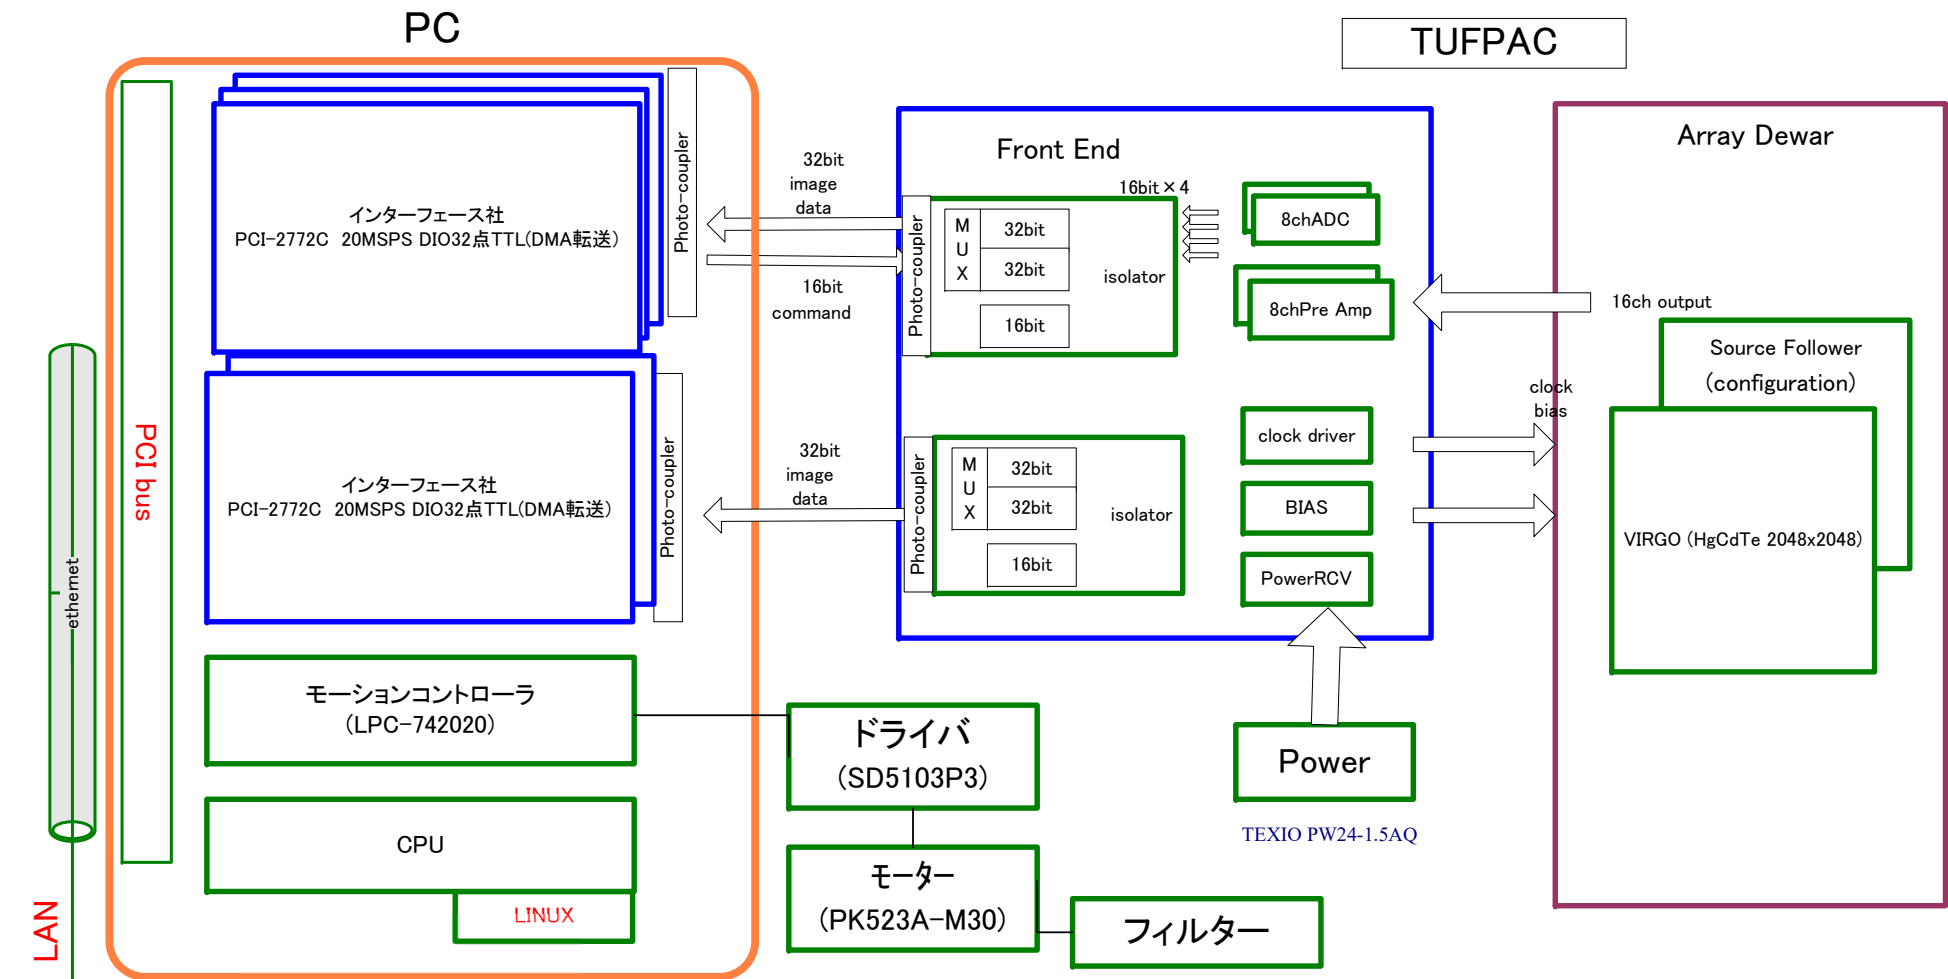 PC
TUFPAC
PCI bus
ethernet
LAN
インターフェース社
PCI-2772C 20MSPS DIO32点TTL(DMA転送)
Photo-coupler
インターフェース社
PCI-2772C 20MSPS DIO32点TTL(DMA転送)
Photo-coupler
モーションコントローラ
(LPC-742020)
CPU
LINUX
32bit
image
data
16bit
command
32bit
image
data
Front End
Photo-coupler
M
U
X
32bit
32bit
16bit
isolator
16bit×4
8chADC
8chPre Amp
Photo-coupler
M
U
X
32bit
32bit
16bit
isolator
clock driver
BIAS
PowerRCV
Power
TEXIO PW24-1.5AQ
ドライバ
(SD5103P3)
モーター
(PK523A-M30)
フィルター
Array Dewar
16ch output
Source Follower
(configuration)
clock
bias
VIRGO (HgCdTe 2048x2048)